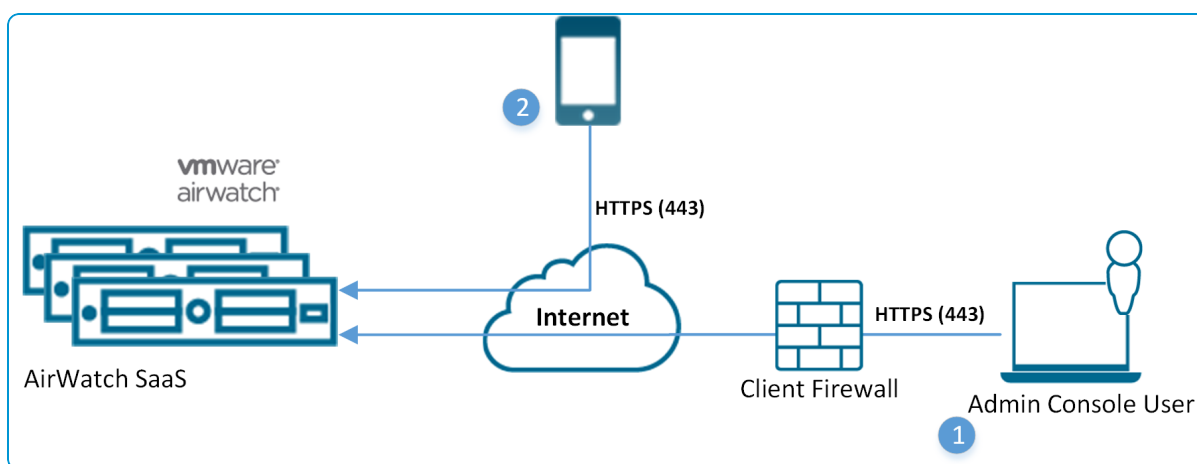 2
vmware®
airwatch®
HTTPS (443)
Internet
HTTPS (443)
AirWatch SaaS
Client Firewall
Admin Console User
1